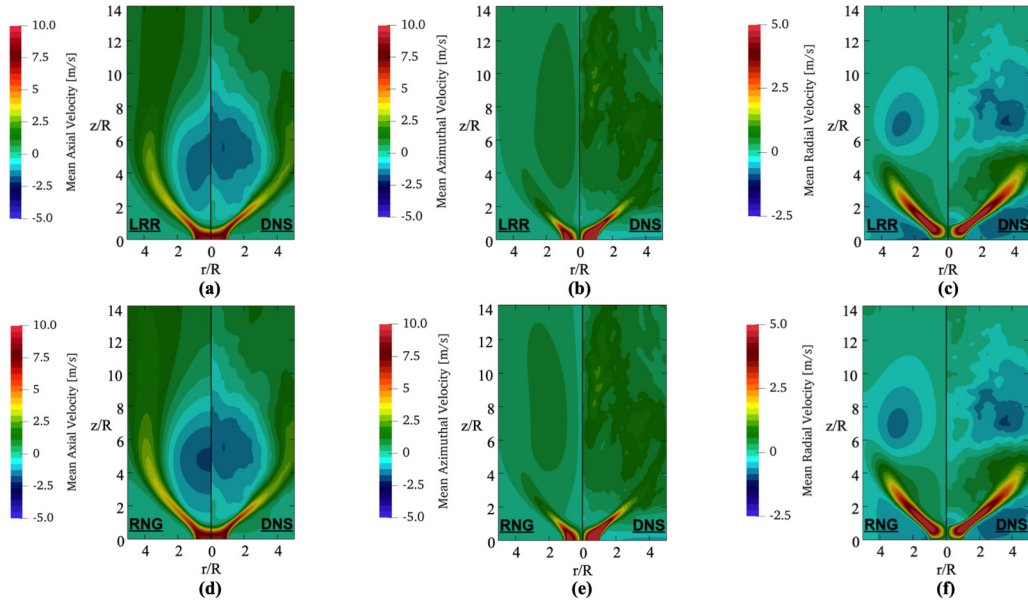 10.0
7.5
5.0
2.5
0
-2.5
-5.0
Mean Axial Velocity [m/s]
14
12
10
8
z/R
6
4
2
0
LRR
DNS
4 2 0 2 4
r/R
(a)
10.0
7.5
5.0
2.5
0
-2.5
-5.0
Mean Azimuthal Velocity [m/s]
14
12
10
8
z/R
6
4
2
0
LRR
DNS
4 2 0 2 4
r/R
(b)
5.0
2.5
0
-2.5
Mean Radial Velocity [m/s]
14
12
10
8
z/R
6
4
2
0
LRR
DNS
4 2 0 2 4
r/R
(c)
10.0
7.5
5
2.5
0
-2.5
-5.0
Mean Axial Velocity [m/s]
14
12
10
8
z/R
6
4
2
0
RNG
DNS
4 2 0 2 4
r/R
(d)
10.0
7.5
5
2.5
0
-2.5
-5.0
Mean Azimuthal Velocity [m/s]
14
12
10
8
z/R
6
4
2
0
RNG
DNS
4 2 0 2 4
r/R
(e)
5.0
2.5
0
-2.5
Mean Radial Velocity [m/s]
14
12
10
8
z/R
6
4
2
0
RNG
DNS
4 2 0 2 4
r/R
(f)